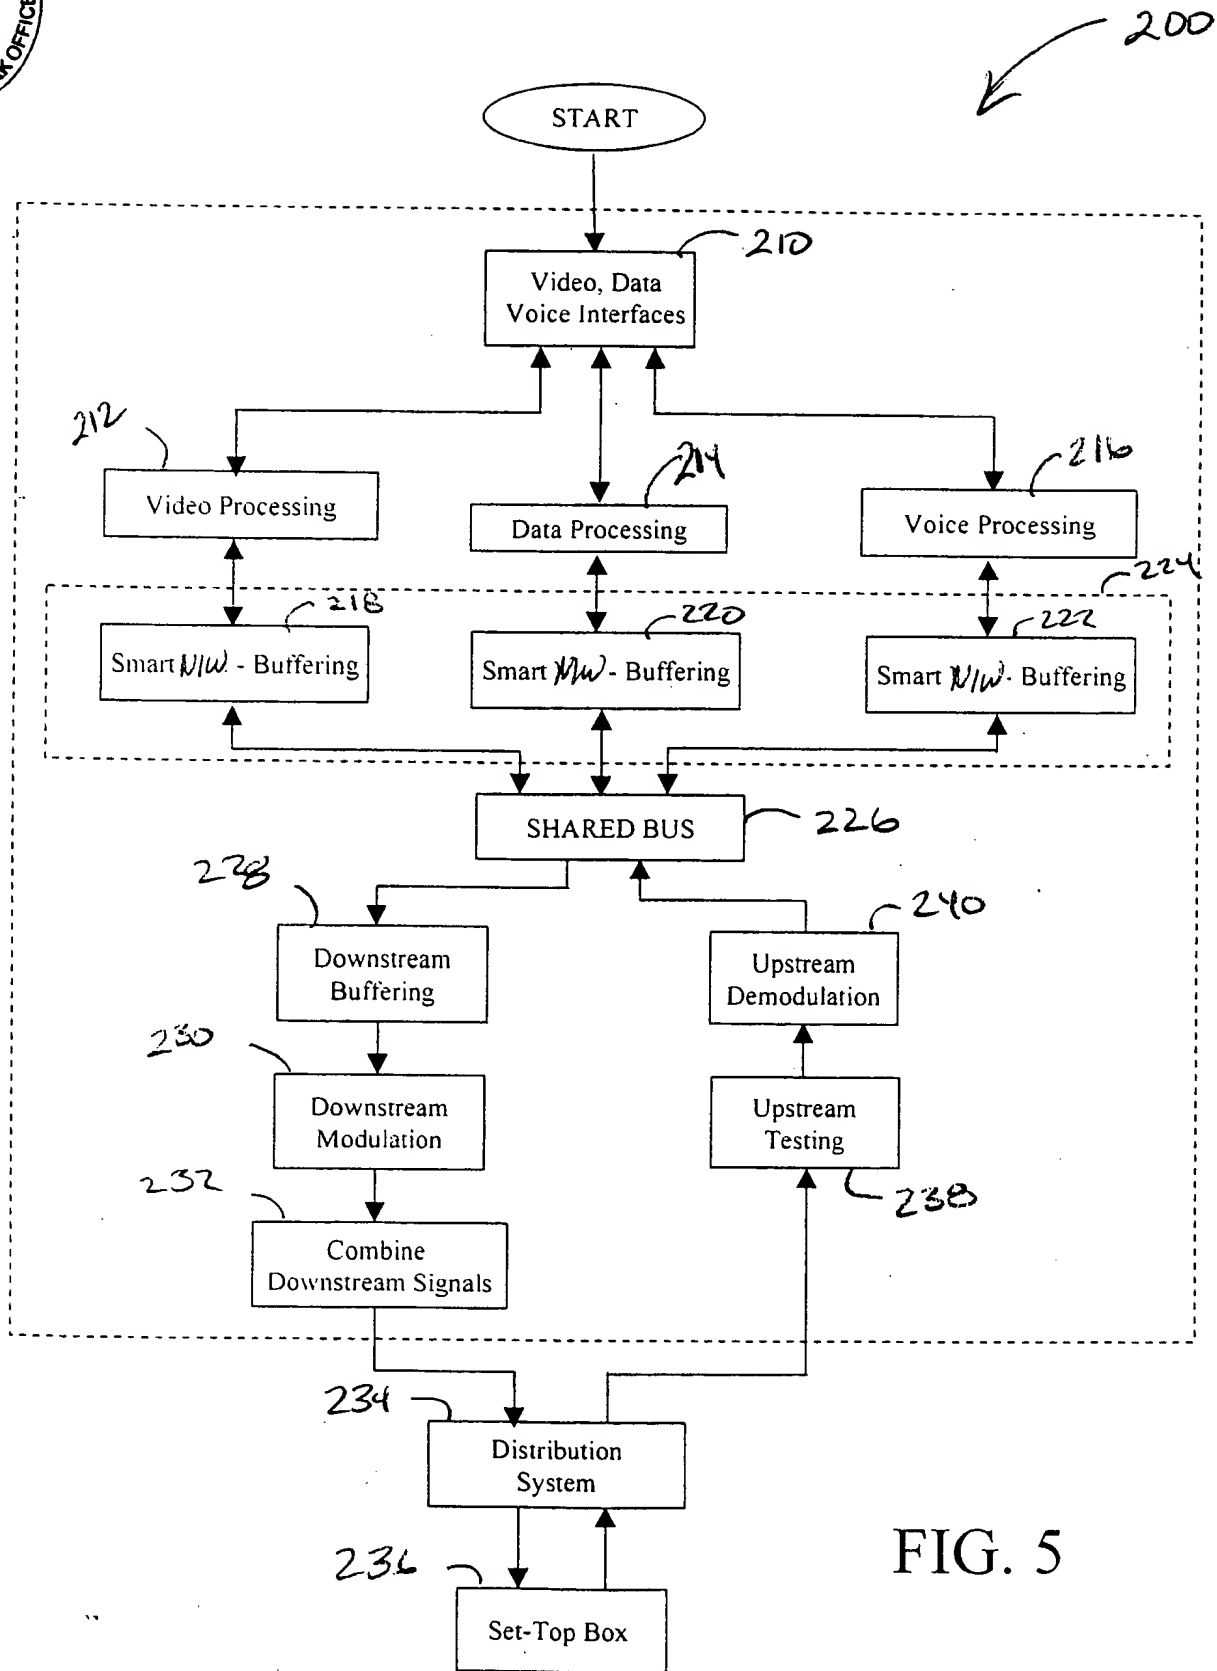 OFFICE
200
START
210
Video, Data
Voice Interfaces
212
214
216
Video Processing
Data Processing
Voice Processing
224
218
220
222
Smart N/W - Buffering
Smart N/W - Buffering
Smart N/W - Buffering
SHARED BUS
226
228
240
Downstream
Buffering
Upstream
Demodulation
230
Downstream
Modulation
Upstream
Testing
232
238
Combine
Downstream Signals
234
Distribution
System
FIG. 5
236
Set-Top Box